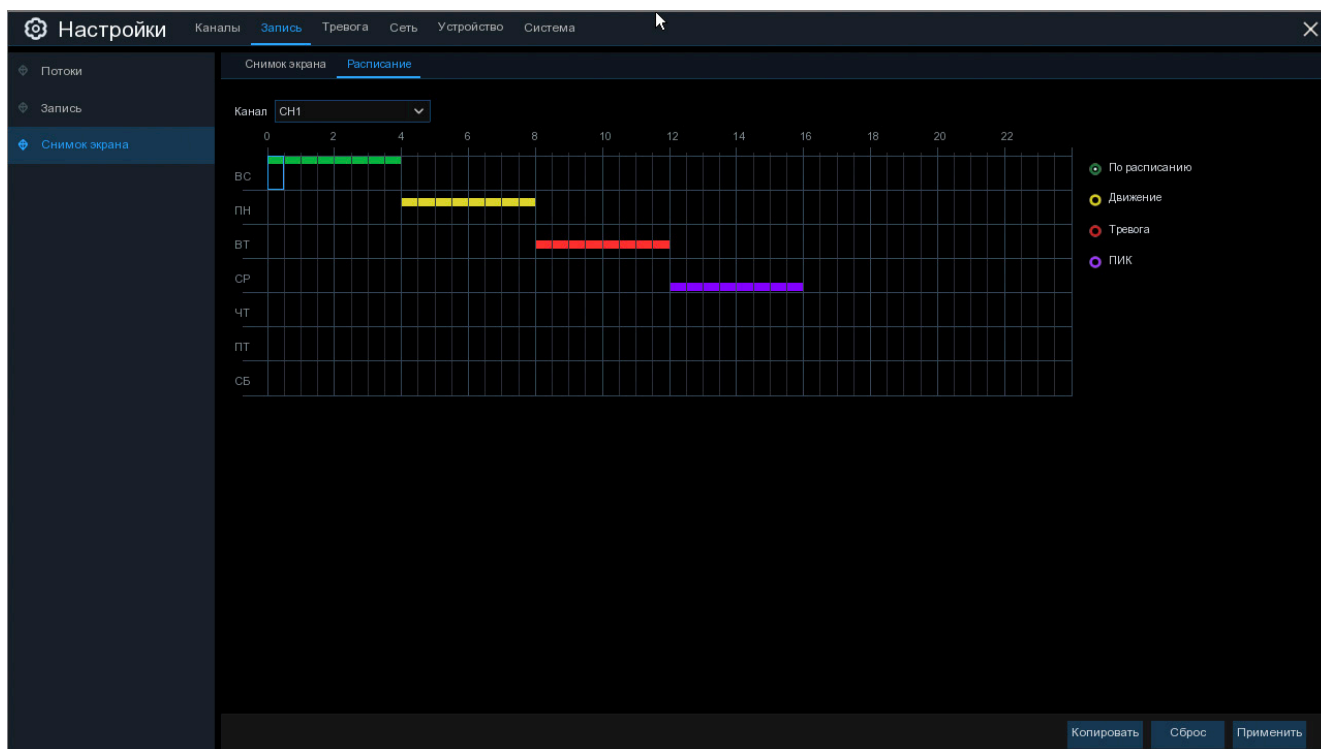 Настройки Каналы Запись Тревога Сеть Устройство Система
Потоки
Запись
Снимок экрана
Снимок экрана Расписание
Канал CH1
0 2 4 6 8 10 12 14 16 18 20 22
ВС
ПН
ВТ
СР
ЧТ
ПТ
СБ
По расписанию
Движение
Тревога
ПИК
Копировать Сброс Применить